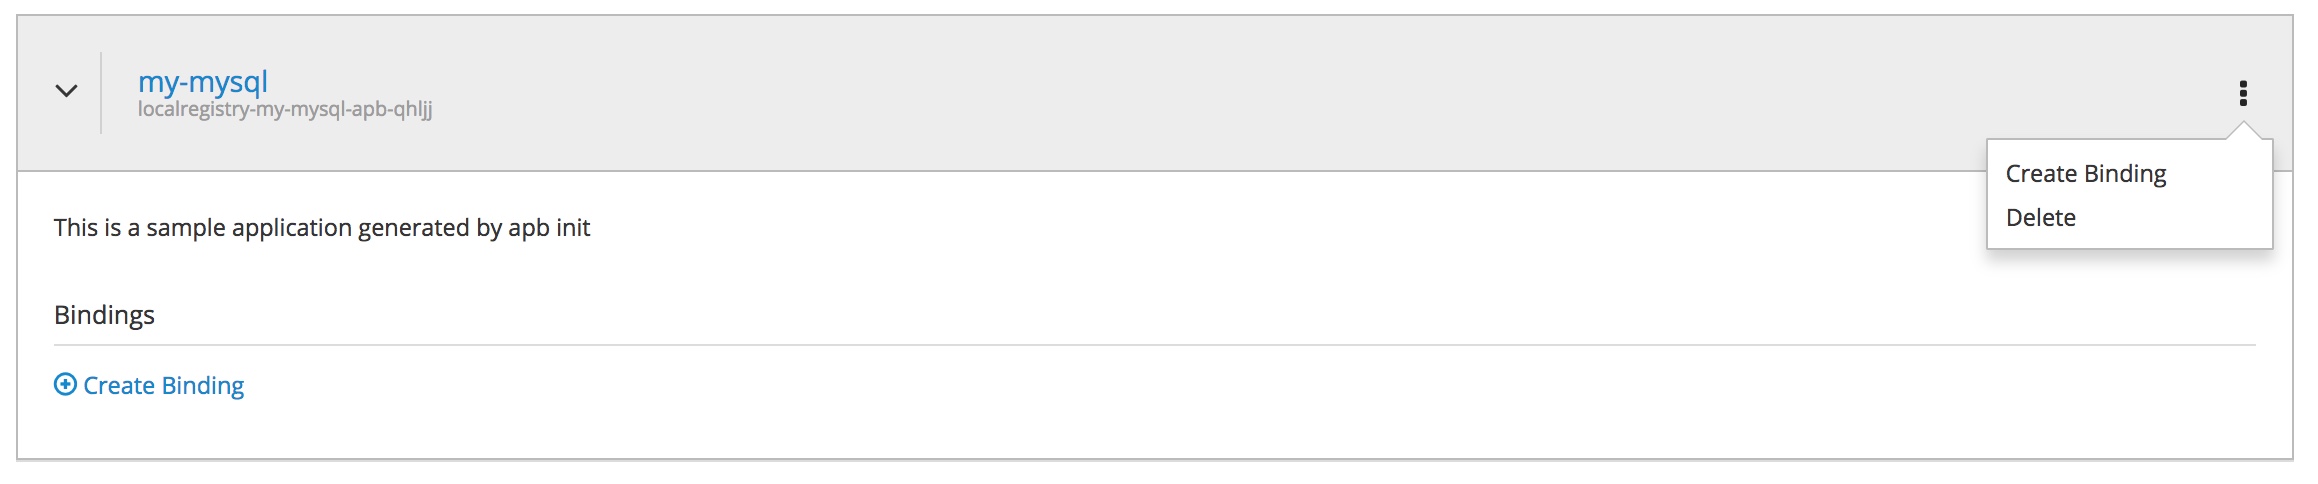 my-mysql
localregistry-my-mysql-apb-qhljj
Create Binding
Delete
This is a sample application generated by apb init
Bindings
Create Binding